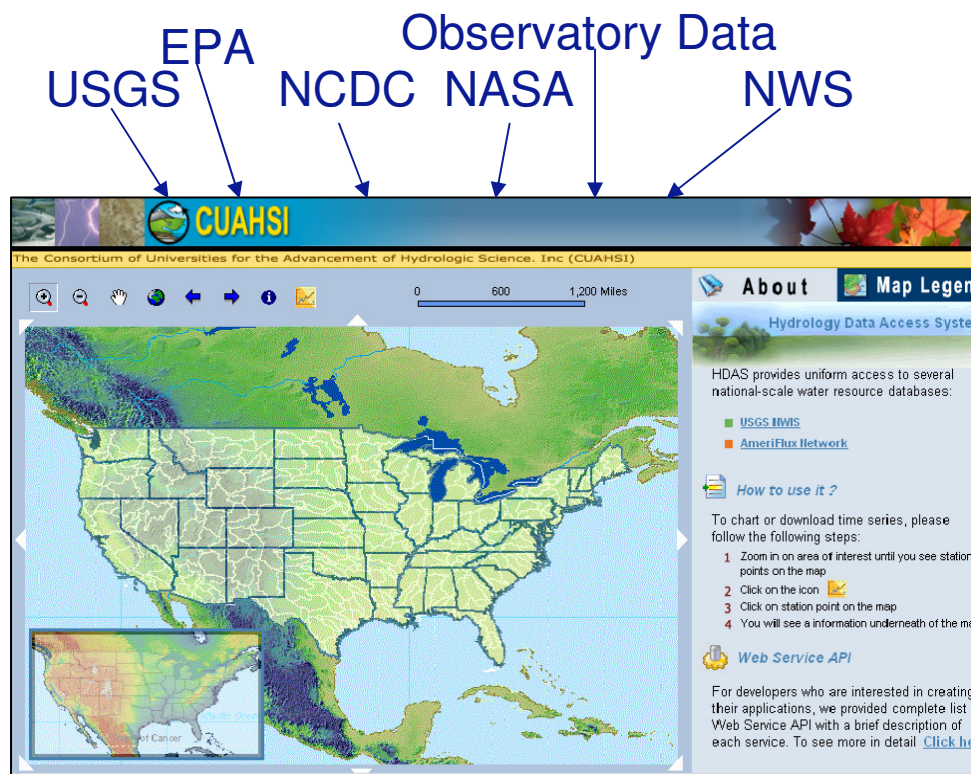 Observatory Data
EPA
USGS NCDC NASA NWS
CUAHSI
The Consortium of Universities for the Advancement of Hydrologic Science. Inc (CUAHSI)
0 600 1,200 Miles
About Map Legen
Hydrology Data Access Syste
HDAS provides uniform access to several
national-scale water resource databases:
USGS NWIS
AmeriFlux Network
How to use it ?
To chart or download time series, please
follow the following steps:
1 Zoom in on area of interest until you see station
points on the map
2 Click on the icon
3 Click on station point on the map
4 You will see a information underneath of the ma
Web Service API
For developers who are interested in creating
their applications, we provided complete list
Web Service API with a brief description of
each service. To see more in detail Click he
of Cancer